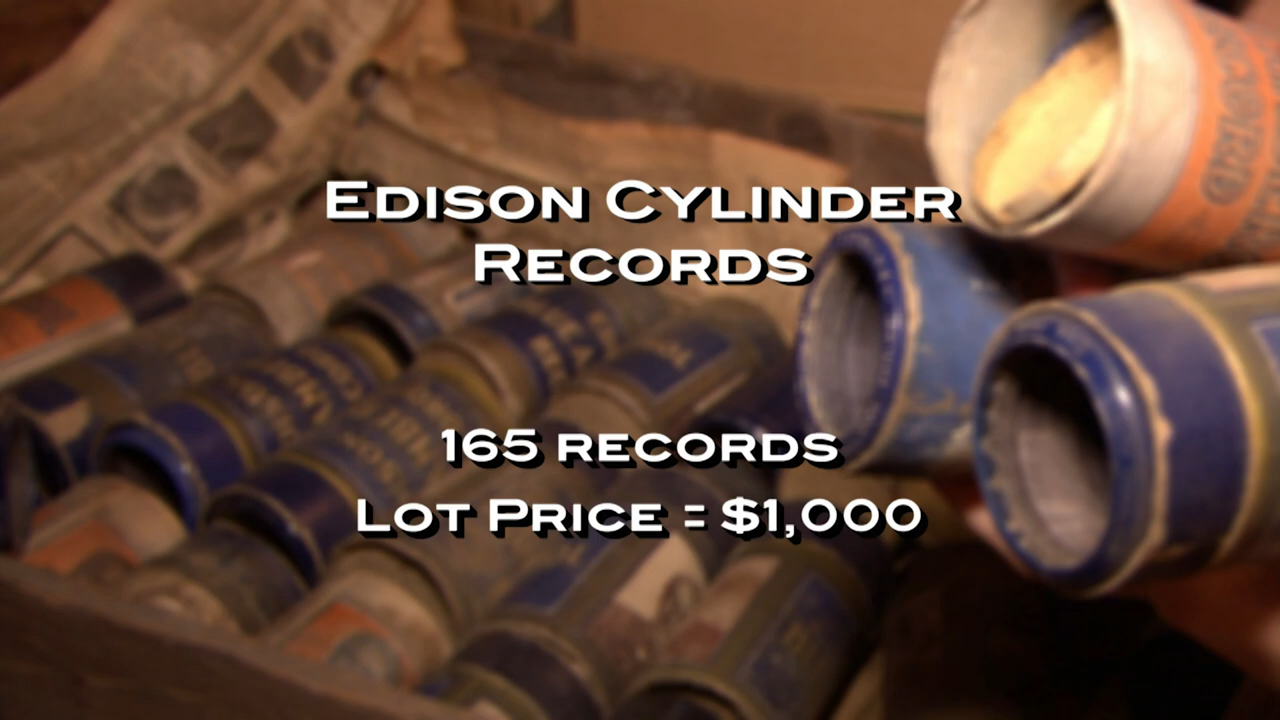 Edison Cylinder
Records
165 records
Lot Price = $1,000